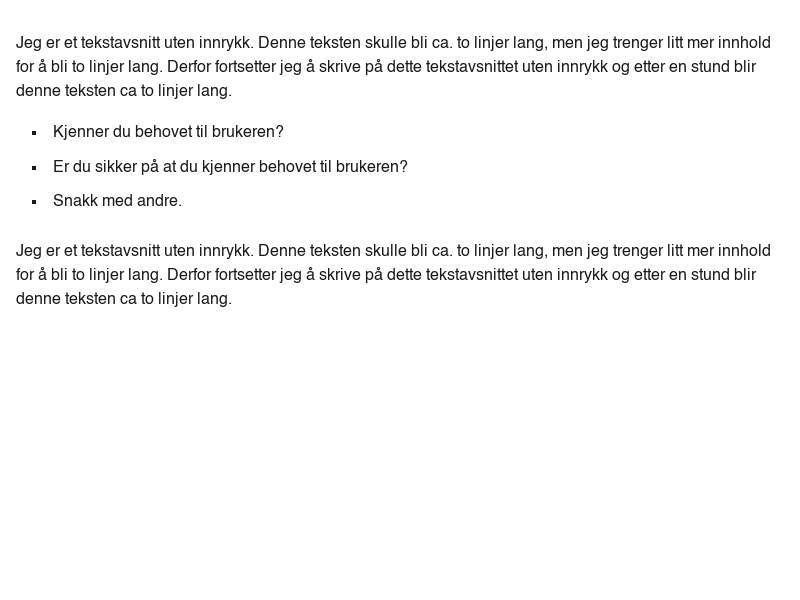 Jeg er et tekstavsnitt uten innrykk. Denne teksten skulle bli ca. to linjer lang, men jeg trenger litt mer innhold
for å bli to linjer lang. Derfor fortsetter jeg å skrive på dette tekstavsnittet uten innrykk og etter en stund blir
denne teksten ca to linjer lang.
▪ Kjenner du behovet til brukeren?
▪ Er du sikker på at du kjenner behovet til brukeren?
▪ Snakk med andre.
Jeg er et tekstavsnitt uten innrykk. Denne teksten skulle bli ca. to linjer lang, men jeg trenger litt mer innhold
for å bli to linjer lang. Derfor fortsetter jeg å skrive på dette tekstavsnittet uten innrykk og etter en stund blir
denne teksten ca to linjer lang.